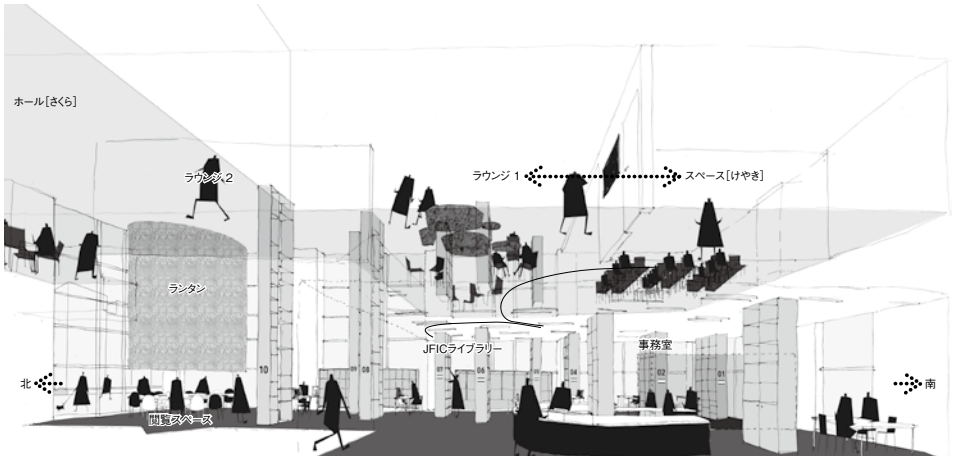 ホール[さくら]
ラウンジ 2
ラウンジ 1
スペース[けやき]
ランタン
JFICライブラリー
事務室
10
09
08
07
06
05
04
02
01
北
南
閲覧スペース